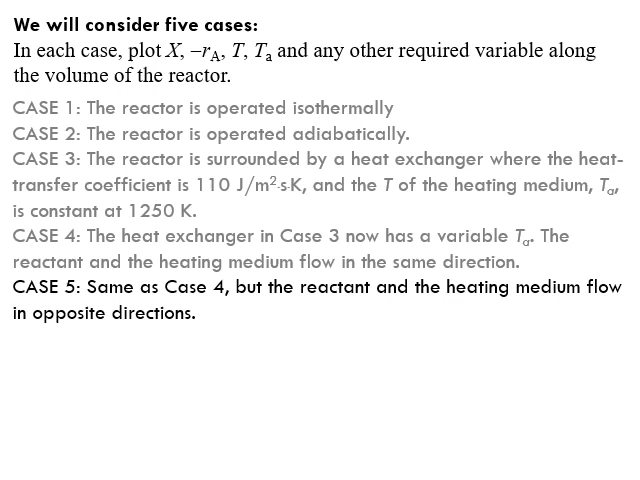 We will consider five cases:
In each case, plot X, −rA, T, Ta and any other required variable along
the volume of the reactor.
CASE 1: The reactor is operated isothermally
CASE 2: The reactor is operated adiabatically.
CASE 3: The reactor is surrounded by a heat exchanger where the heat-
transfer coefficient is 110 J/m²·s·K, and the T of the heating medium, Ta,
is constant at 1250 K.
CASE 4: The heat exchanger in Case 3 now has a variable Ta. The
reactant and the heating medium flow in the same direction.
CASE 5: Same as Case 4, but the reactant and the heating medium flow
in opposite directions.